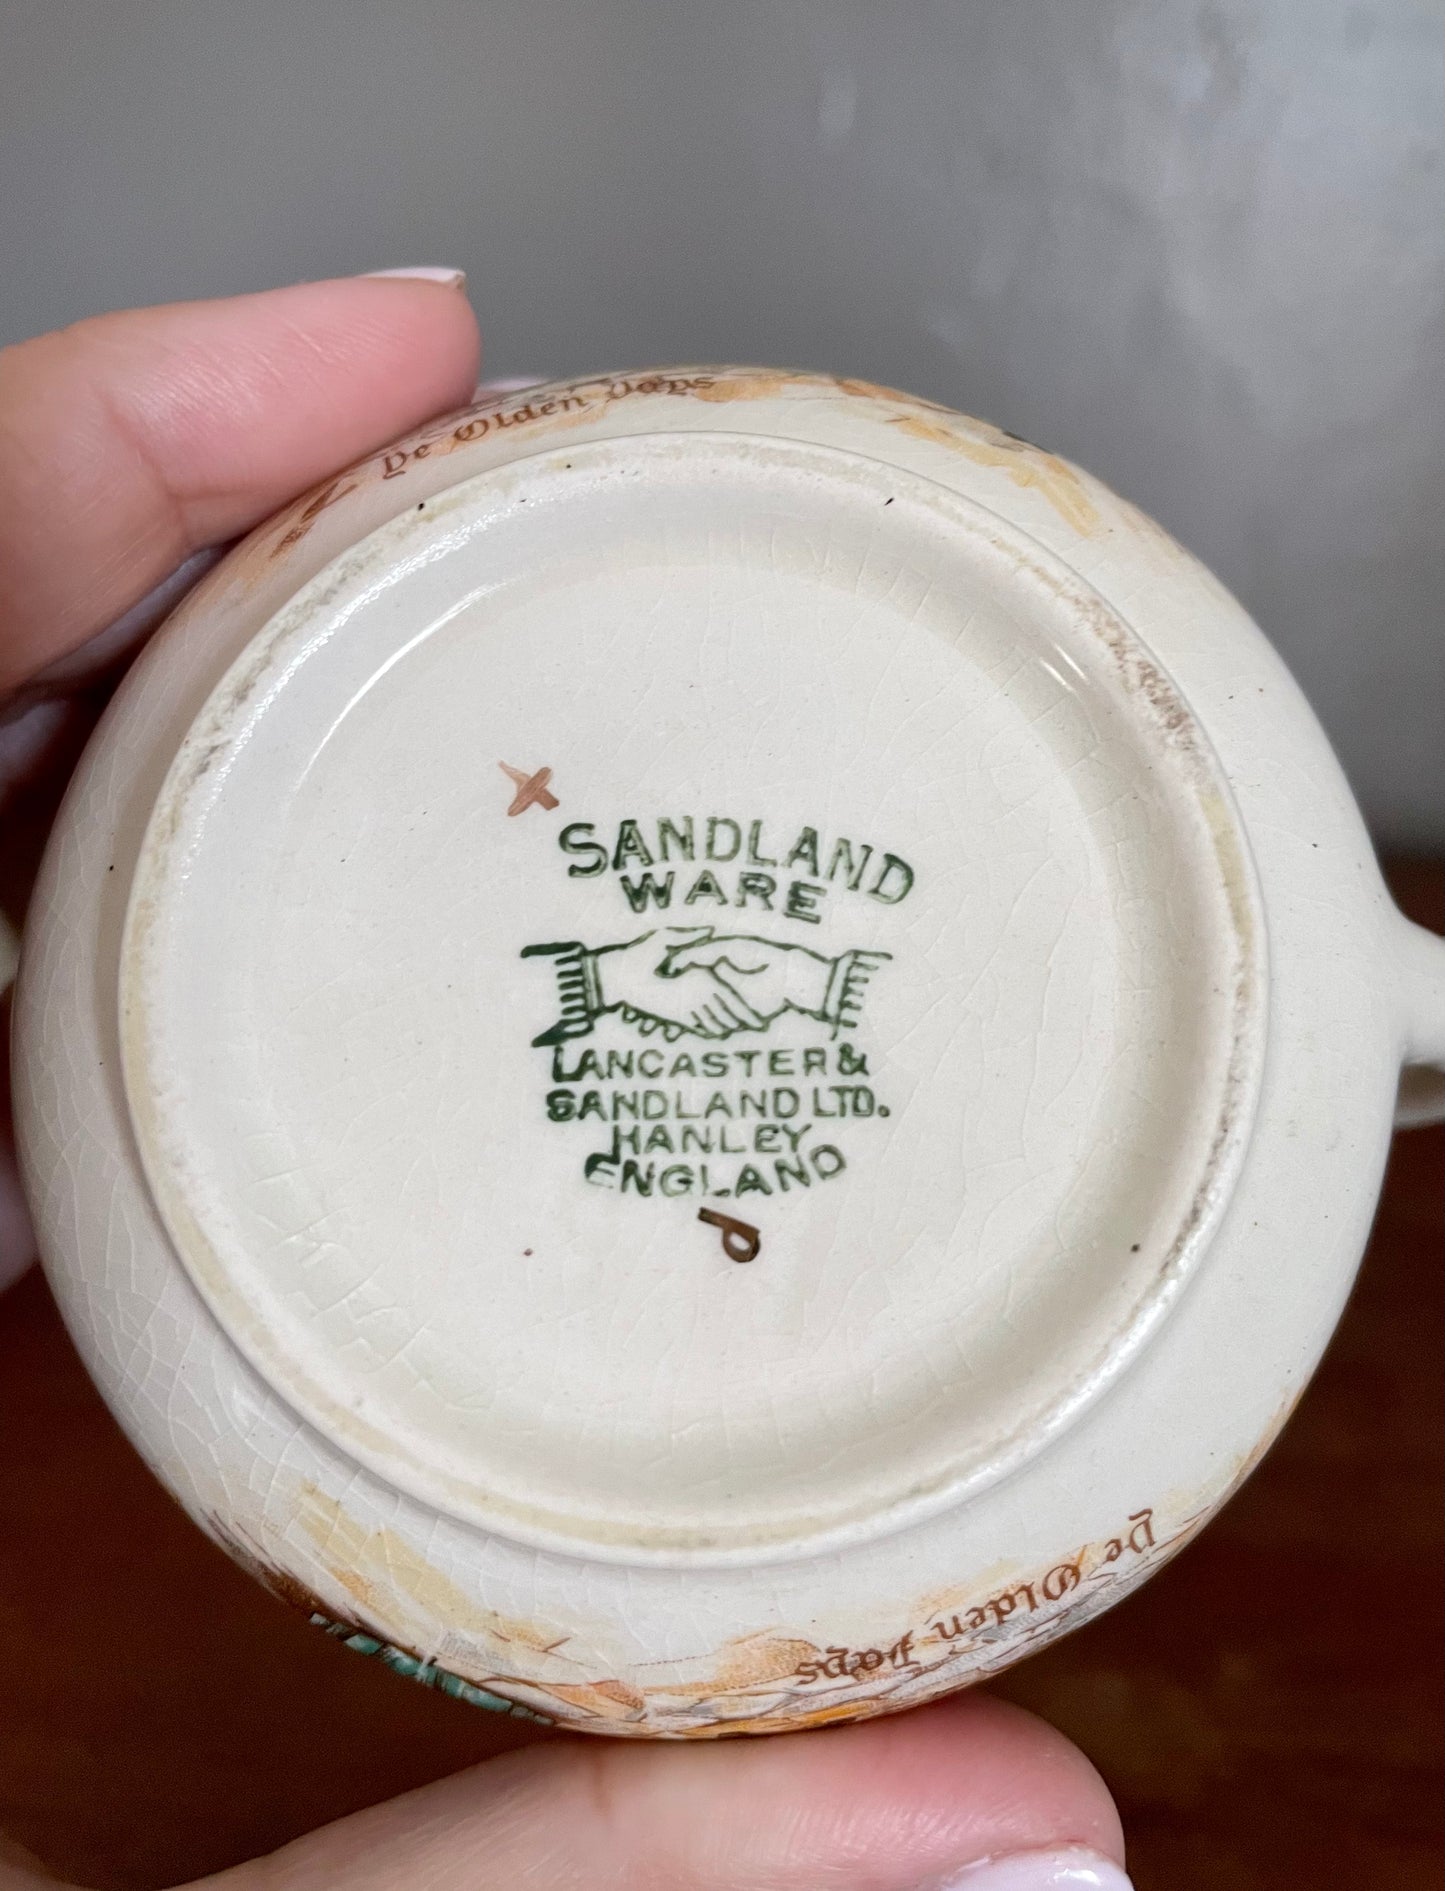 Ye Olden Days
SANDLAND
WARE
LANCASTER &
SANDLAND LTD.
HANLEY
ENGLAND
P
Ye Olden Days